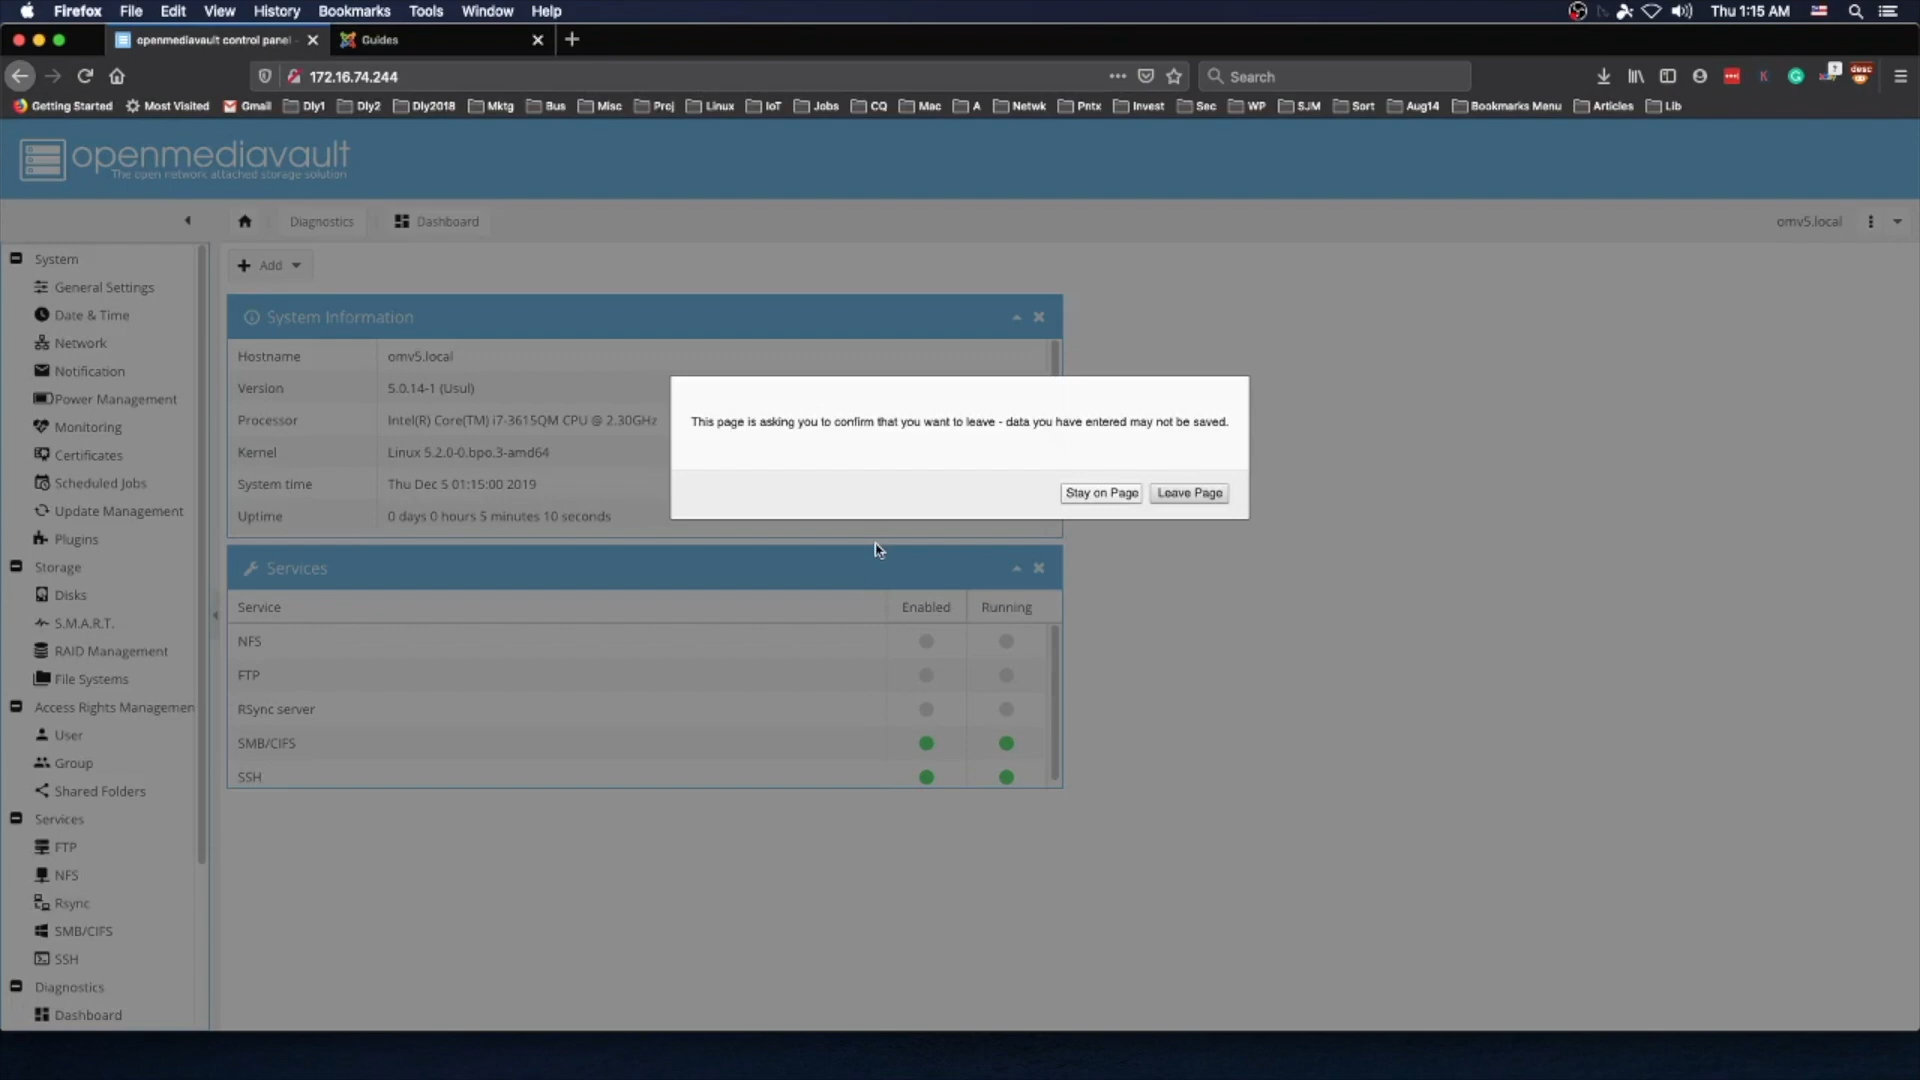 Firefox File Edit View History Bookmarks Tools Window Help
Thu 1:15 AM
openmediavault control panel -
Guides
172.16.74.244
Search
desc
Getting Started Most Visited Gmail Dly1 Dly2 Dly2018 Mktg Bus Misc Proj Linux IoT Jobs CQ Mac A Netwk Pntx Invest Sec WP SJM Sort Aug14 Bookmarks Menu Articles Lib
openmediavault
The open network attached storage solution
Diagnostics
Dashboard
omv5.local
System
General Settings
Date & Time
Network
Notification
Power Management
Monitoring
Certificates
Scheduled Jobs
Update Management
Plugins
Storage
Disks
S.M.A.R.T.
RAID Management
File Systems
Access Rights Managemen
User
Group
Shared Folders
Services
FTP
NFS
Rsync
SMB/CIFS
SSH
Diagnostics
Dashboard
Add
System Information
Hostname omv5.local
Version 5.0.14-1 (Usul)
Processor Intel(R) Core(TM) i7-3615QM CPU @ 2.30GHz
Kernel Linux 5.2.0-0.bpo.3-amd64
System time Thu Dec 5 01:15:00 2019
Uptime 0 days 0 hours 5 minutes 10 seconds
This page is asking you to confirm that you want to leave - data you have entered may not be saved.
Stay on Page Leave Page
Services
Service Enabled Running
NFS
FTP
RSync server
SMB/CIFS
SSH